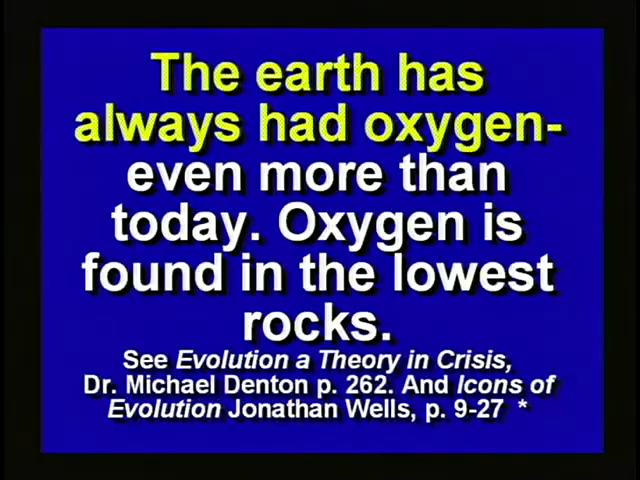 The earth has
always had oxygen-
even more than
today. Oxygen is
found in the lowest
rocks.
See Evolution a Theory in Crisis,
Dr. Michael Denton p. 262. And Icons of
Evolution Jonathan Wells, p. 9-27 *